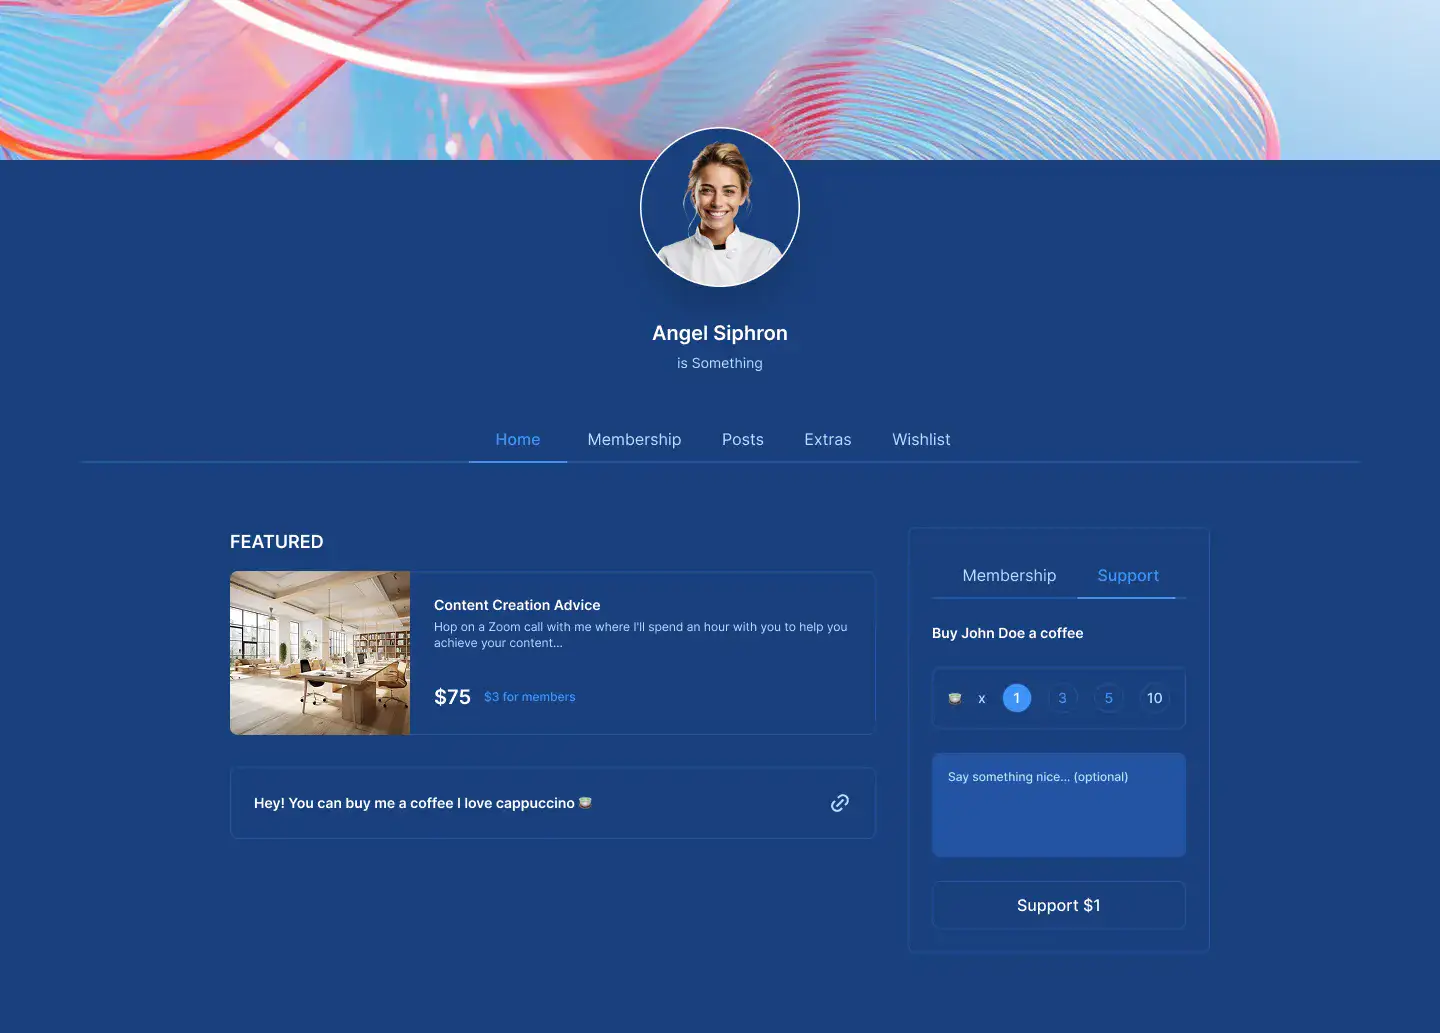 Angel Siphron
is Something
Home
Membership
Posts
Extras
Wishlist
FEATURED
Content Creation Advice
Hop on a Zoom call with me where I'll spend an hour with you to help you
achieve your content...
$75 $3 for members
Hey! You can buy me a coffee I love cappuccino
Membership
Support
Buy John Doe a coffee
x 1 3 5 10
Say something nice... (optional)
Support $1